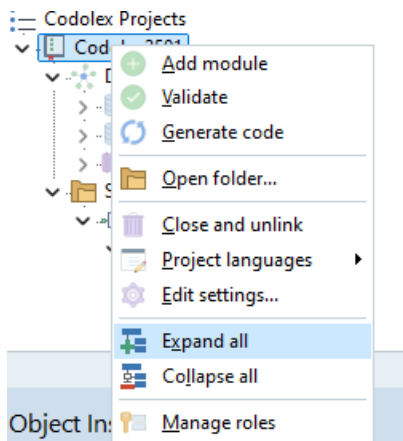 Codolex Projects
Add module
Validate
Generate code
Open folder...
Close and unlink
Project languages
Edit settings...
Expand all
Collapse all
Object
Manage roles